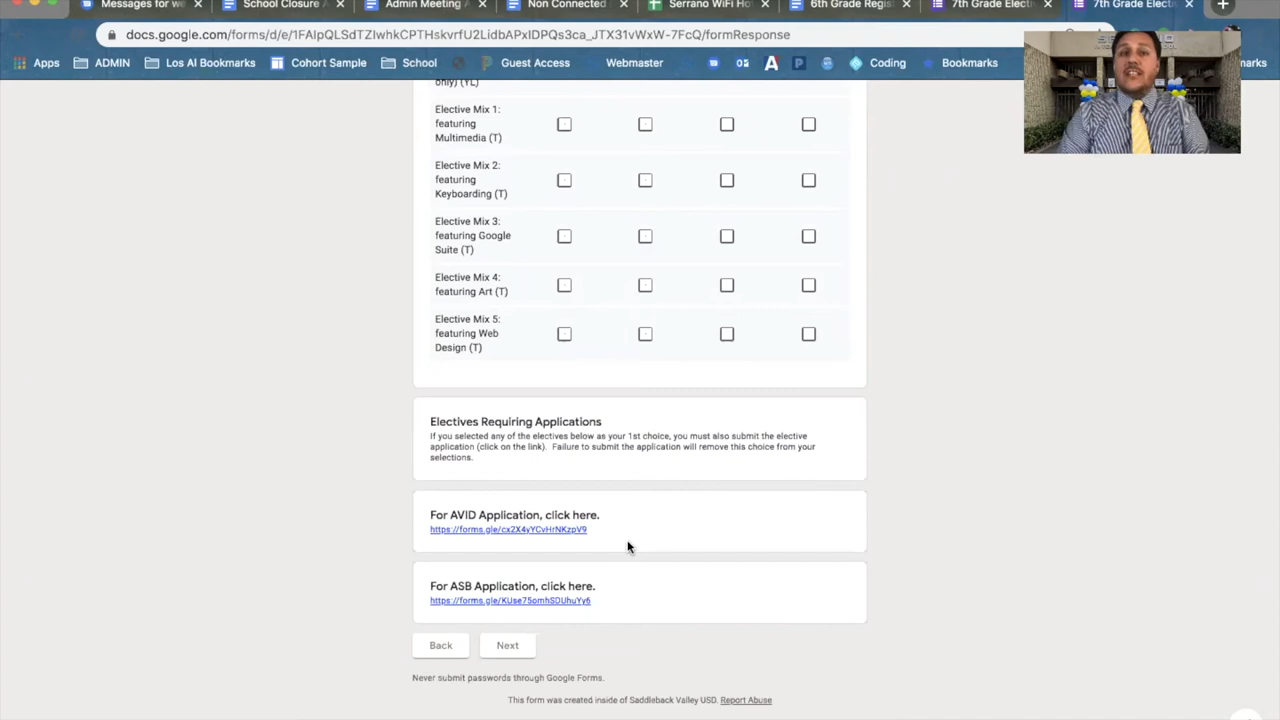 Messages for we
School Closure A
Admin Meeting A
Non Connected
Serrano WiFi Ho
6th Grade Regis
7th Grade Electi
7th Grade Electi
docs.google.com/forms/d/e/1FAIpQLSdTZIwhkCPTHskvrfU2LidbAPxIDPQs3ca_JTX31vWxW-7FcQ/formResponse
Apps
ADMIN
Los Al Bookmarks
Cohort Sample
School
Guest Access
Webmaster
Coding
Bookmarks
only) (YL)
Elective Mix 1:
featuring
Multimedia (T)
Elective Mix 2:
featuring
Keyboarding (T)
Elective Mix 3:
featuring Google
Suite (T)
Elective Mix 4:
featuring Art (T)
Elective Mix 5:
featuring Web
Design (T)
Electives Requiring Applications
If you selected any of the electives below as your 1st choice, you must also submit the elective
application (click on the link). Failure to submit the application will remove this choice from your
selections.
For AVID Application, click here.
https://forms.gle/cx2X4yYCvHrNKzpV9
For ASB Application, click here.
https://forms.gle/KUse75omhSDUhuYy6
Back
Next
Never submit passwords through Google Forms.
This form was created inside of Saddleback Valley USD. Report Abuse